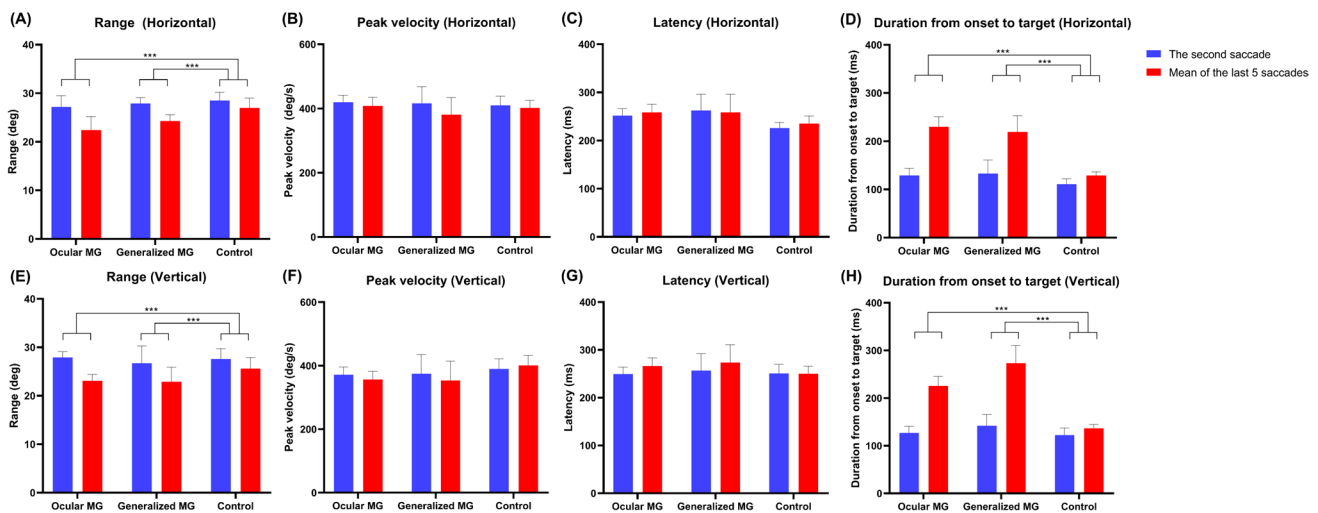 (A)
Range (Horizontal)
Range (deg)
40
30
20
10
0
***
***
Ocular MG Generalized MG Control
(B)
Peak velocity (Horizontal)
Peak velocity (deg/s)
600
400
200
0
Ocular MG Generalized MG Control
(C)
Latency (Horizontal)
Latency (ms)
400
300
200
100
0
Ocular MG Generalized MG Control
(D)
Duration from onset to target (Horizontal)
Duration from onset to target (ms)
400
300
200
100
0
***
***
Ocular MG Generalized MG Control
The second saccade
Mean of the last 5 saccades
(E)
Range (Vertical)
Range (deg)
40
30
20
10
0
***
***
Ocular MG Generalized MG Control
(F)
Peak velocity (Vertical)
Peak velocity (deg/s)
600
400
200
0
Ocular MG Generalized MG Control
(G)
Latency (Vertical)
Latency (ms)
400
300
200
100
0
Ocular MG Generalized MG Control
(H)
Duration from onset to target (Vertical)
Duration from onset to target (ms)
400
300
200
100
0
***
***
Ocular MG Generalized MG Control